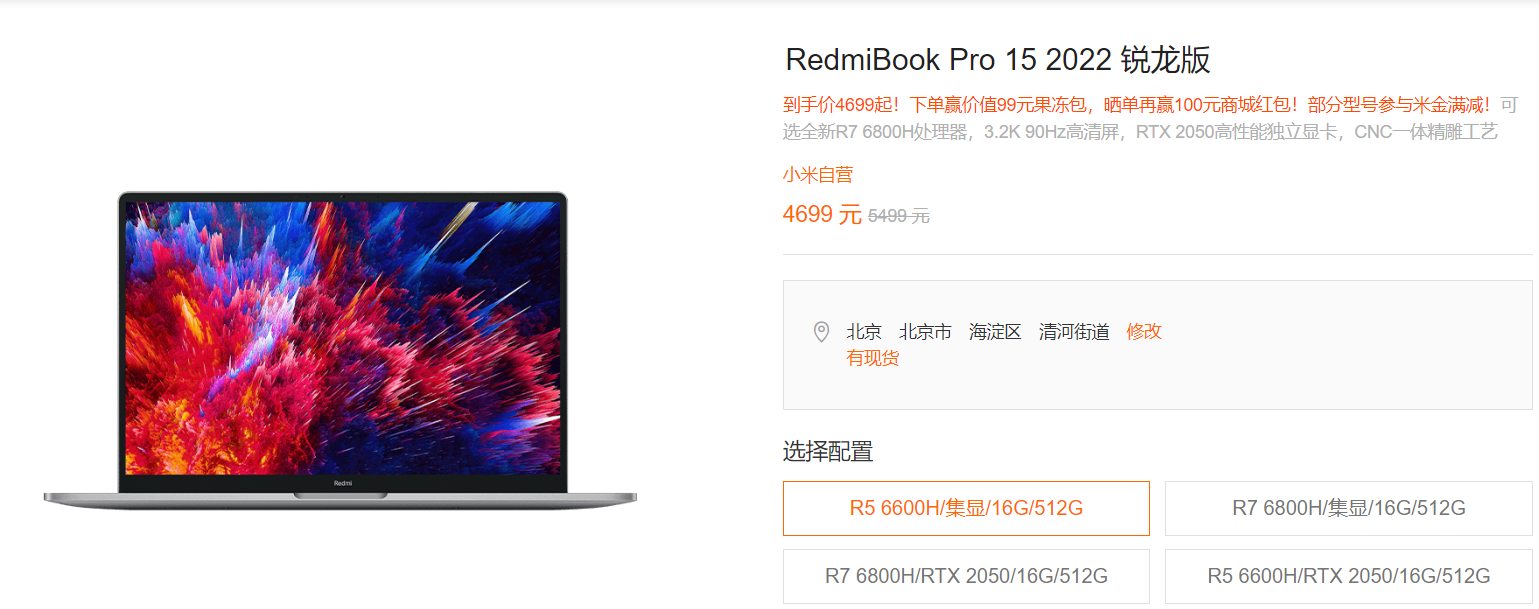 RedmiBook Pro 15 2022 锐龙版
到手价4699起！下单赢价值99元果冻包，晒单再赢100元商城红包！部分型号参与米金满减！可
选全新R7 6800H处理器，3.2K 90Hz高清屏，RTX 2050高性能独立显卡，CNC一体精雕工艺
小米自营
4699 元 5499 元
北京 北京市 海淀区 清河街道 修改
有现货
Redmi
选择配置
R5 6600H/集显/16G/512G
R7 6800H/集显/16G/512G
R7 6800H/RTX 2050/16G/512G
R5 6600H/RTX 2050/16G/512G